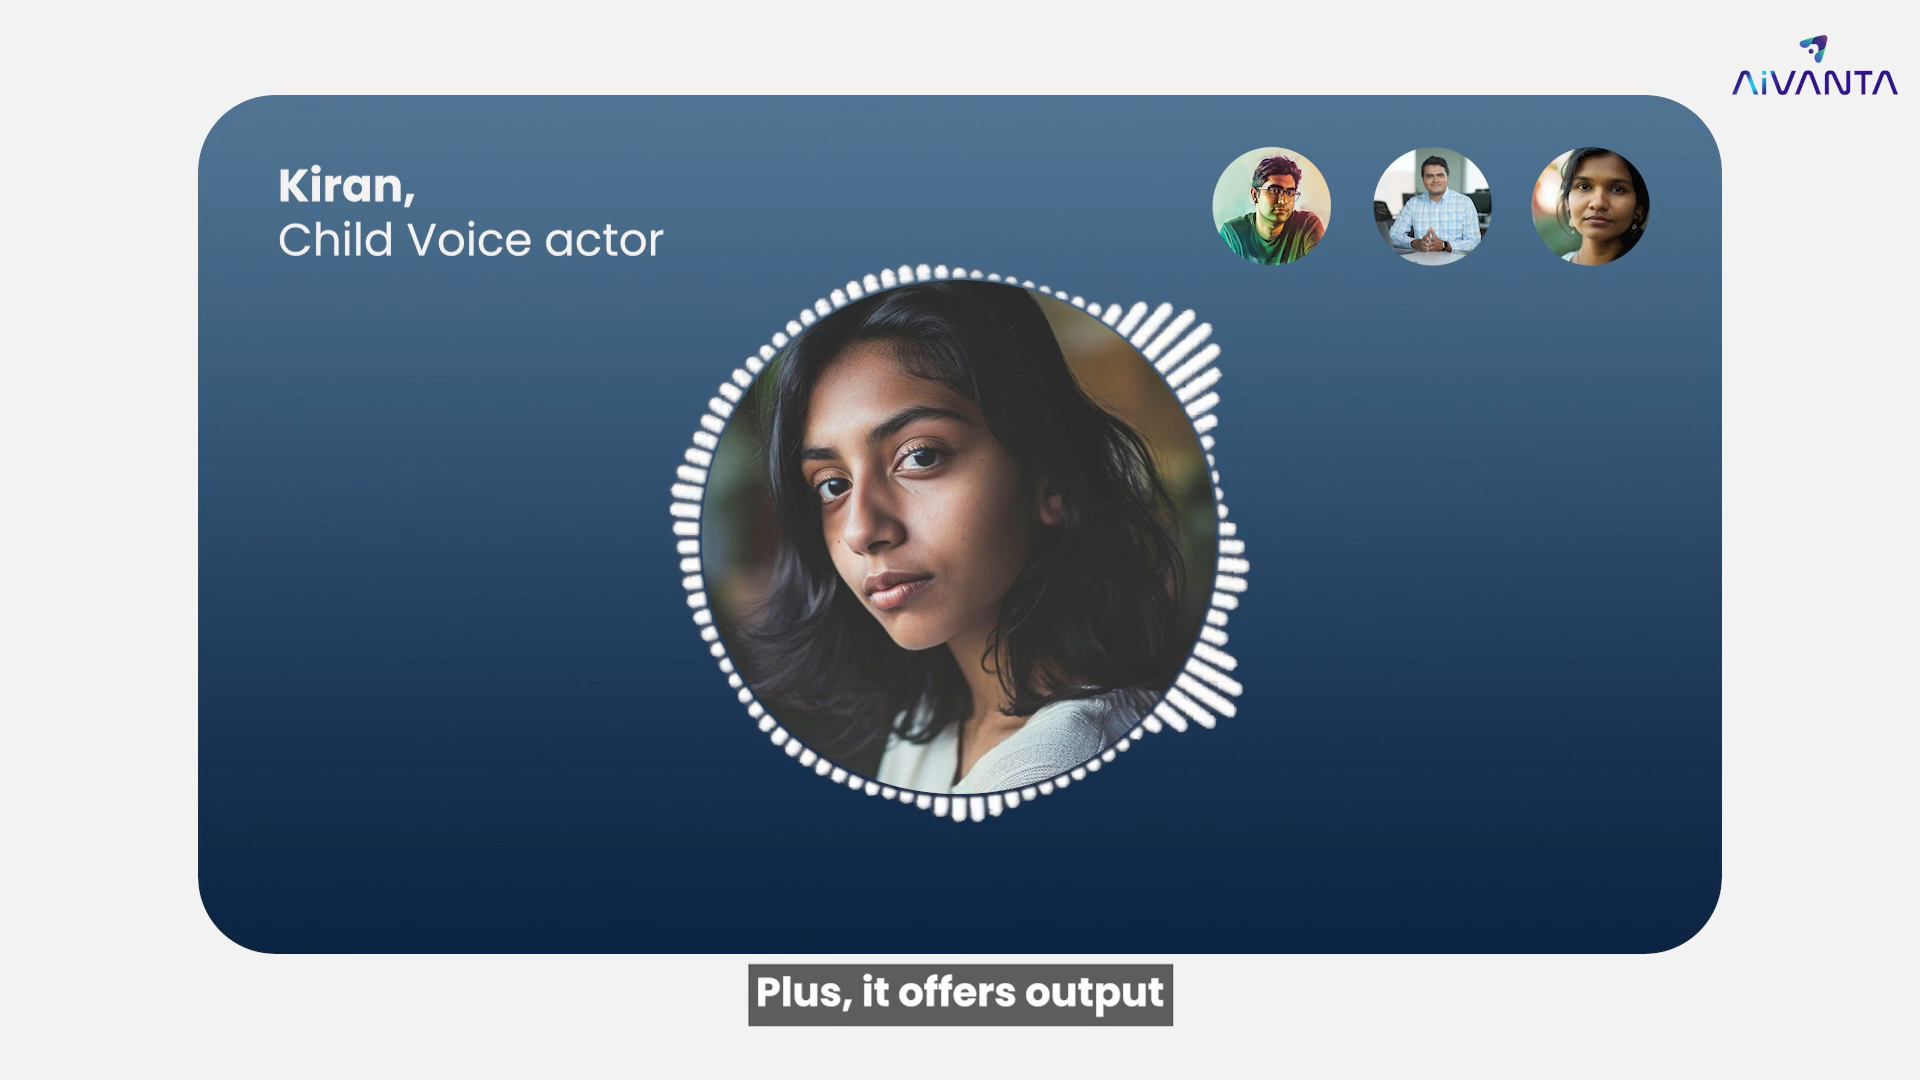 AiVANTA
Kiran,
Child Voice actor
Plus, it offers output